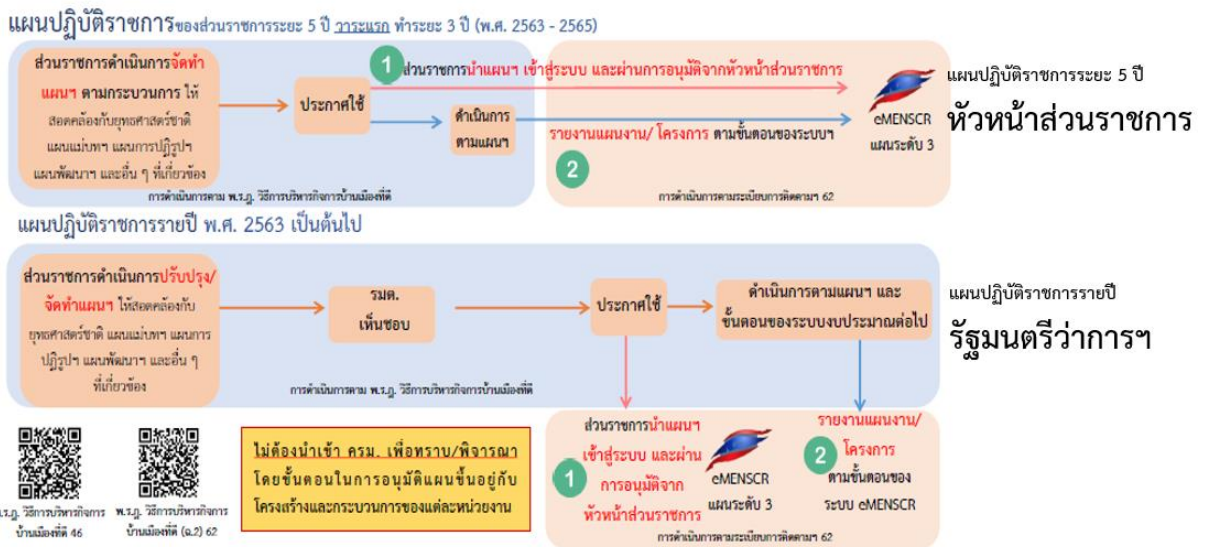 แผนปฏิบัติราชการของส่วนราชการระยะ 5 ปี วาระแรก ทำระยะ 3 ปี (พ.ศ. 2563 - 2565)
ส่วนราชการดำเนินการจัดทำ
แผนฯ ตามกระบวนการ ให้
สอดคล้องกับยุทธศาสตร์ชาติ
แผนแม่บทฯ แผนการปฏิรูปฯ
แผนพัฒนาฯ และอื่น ๆ ที่เกี่ยวข้อง
ประกาศใช้
ดำเนินการ
ตามแผนฯ
การดำเนินการตาม พ.ร.ฎ. วิธีการบริหารกิจการบ้านเมืองที่ดี
1
ส่วนราชการนำแผนฯ เข้าสู่ระบบ และผ่านการอนุมัติจากหัวหน้าส่วนราชการ
รายงานแผนงาน/ โครงการ ตามขั้นตอนของระบบฯ
2
eMENSCR
แผนระดับ 3
การดำเนินการตามระเบียบการติดตามฯ 62
แผนปฏิบัติราชการระยะ 5 ปี
หัวหน้าส่วนราชการ
แผนปฏิบัติราชการรายปี พ.ศ. 2563 เป็นต้นไป
ส่วนราชการดำเนินการปรับปรุง/
จัดทำแผนฯ ให้สอดคล้องกับ
ยุทธศาสตร์ชาติ แผนแม่บทฯ แผนการ
ปฏิรูปฯ แผนพัฒนาฯ และอื่น ๆ
ที่เกี่ยวข้อง
รมต.
เห็นชอบ
ประกาศใช้
ดำเนินการตามแผนฯ และ
ขั้นตอนของระบบงบประมาณต่อไป
การดำเนินการตาม พ.ร.ฎ. วิธีการบริหารกิจการบ้านเมืองที่ดี
แผนปฏิบัติราชการรายปี
รัฐมนตรีว่าการฯ
พ.ร.ฎ. วิธีการบริหารกิจการ
บ้านเมืองที่ดี 46
พ.ร.ฎ. วิธีการบริหารกิจการ
บ้านเมืองที่ดี (ฉ.2) 62
ไม่ต้องนำเข้า ครม. เพื่อทราบ/พิจารณา
โดยขั้นตอนในการอนุมัติแผนขึ้นอยู่กับ
โครงสร้างและกระบวนการของแต่ละหน่วยงาน
1
ส่วนราชการนำแผนฯ
เข้าสู่ระบบ และผ่าน
การอนุมัติจาก
หัวหน้าส่วนราชการ
eMENSCR
แผนระดับ 3
2
รายงานแผนงาน/
โครงการ
ตามขั้นตอนของ
ระบบ eMENSCR
การดำเนินการตามระเบียบการติดตามฯ 62